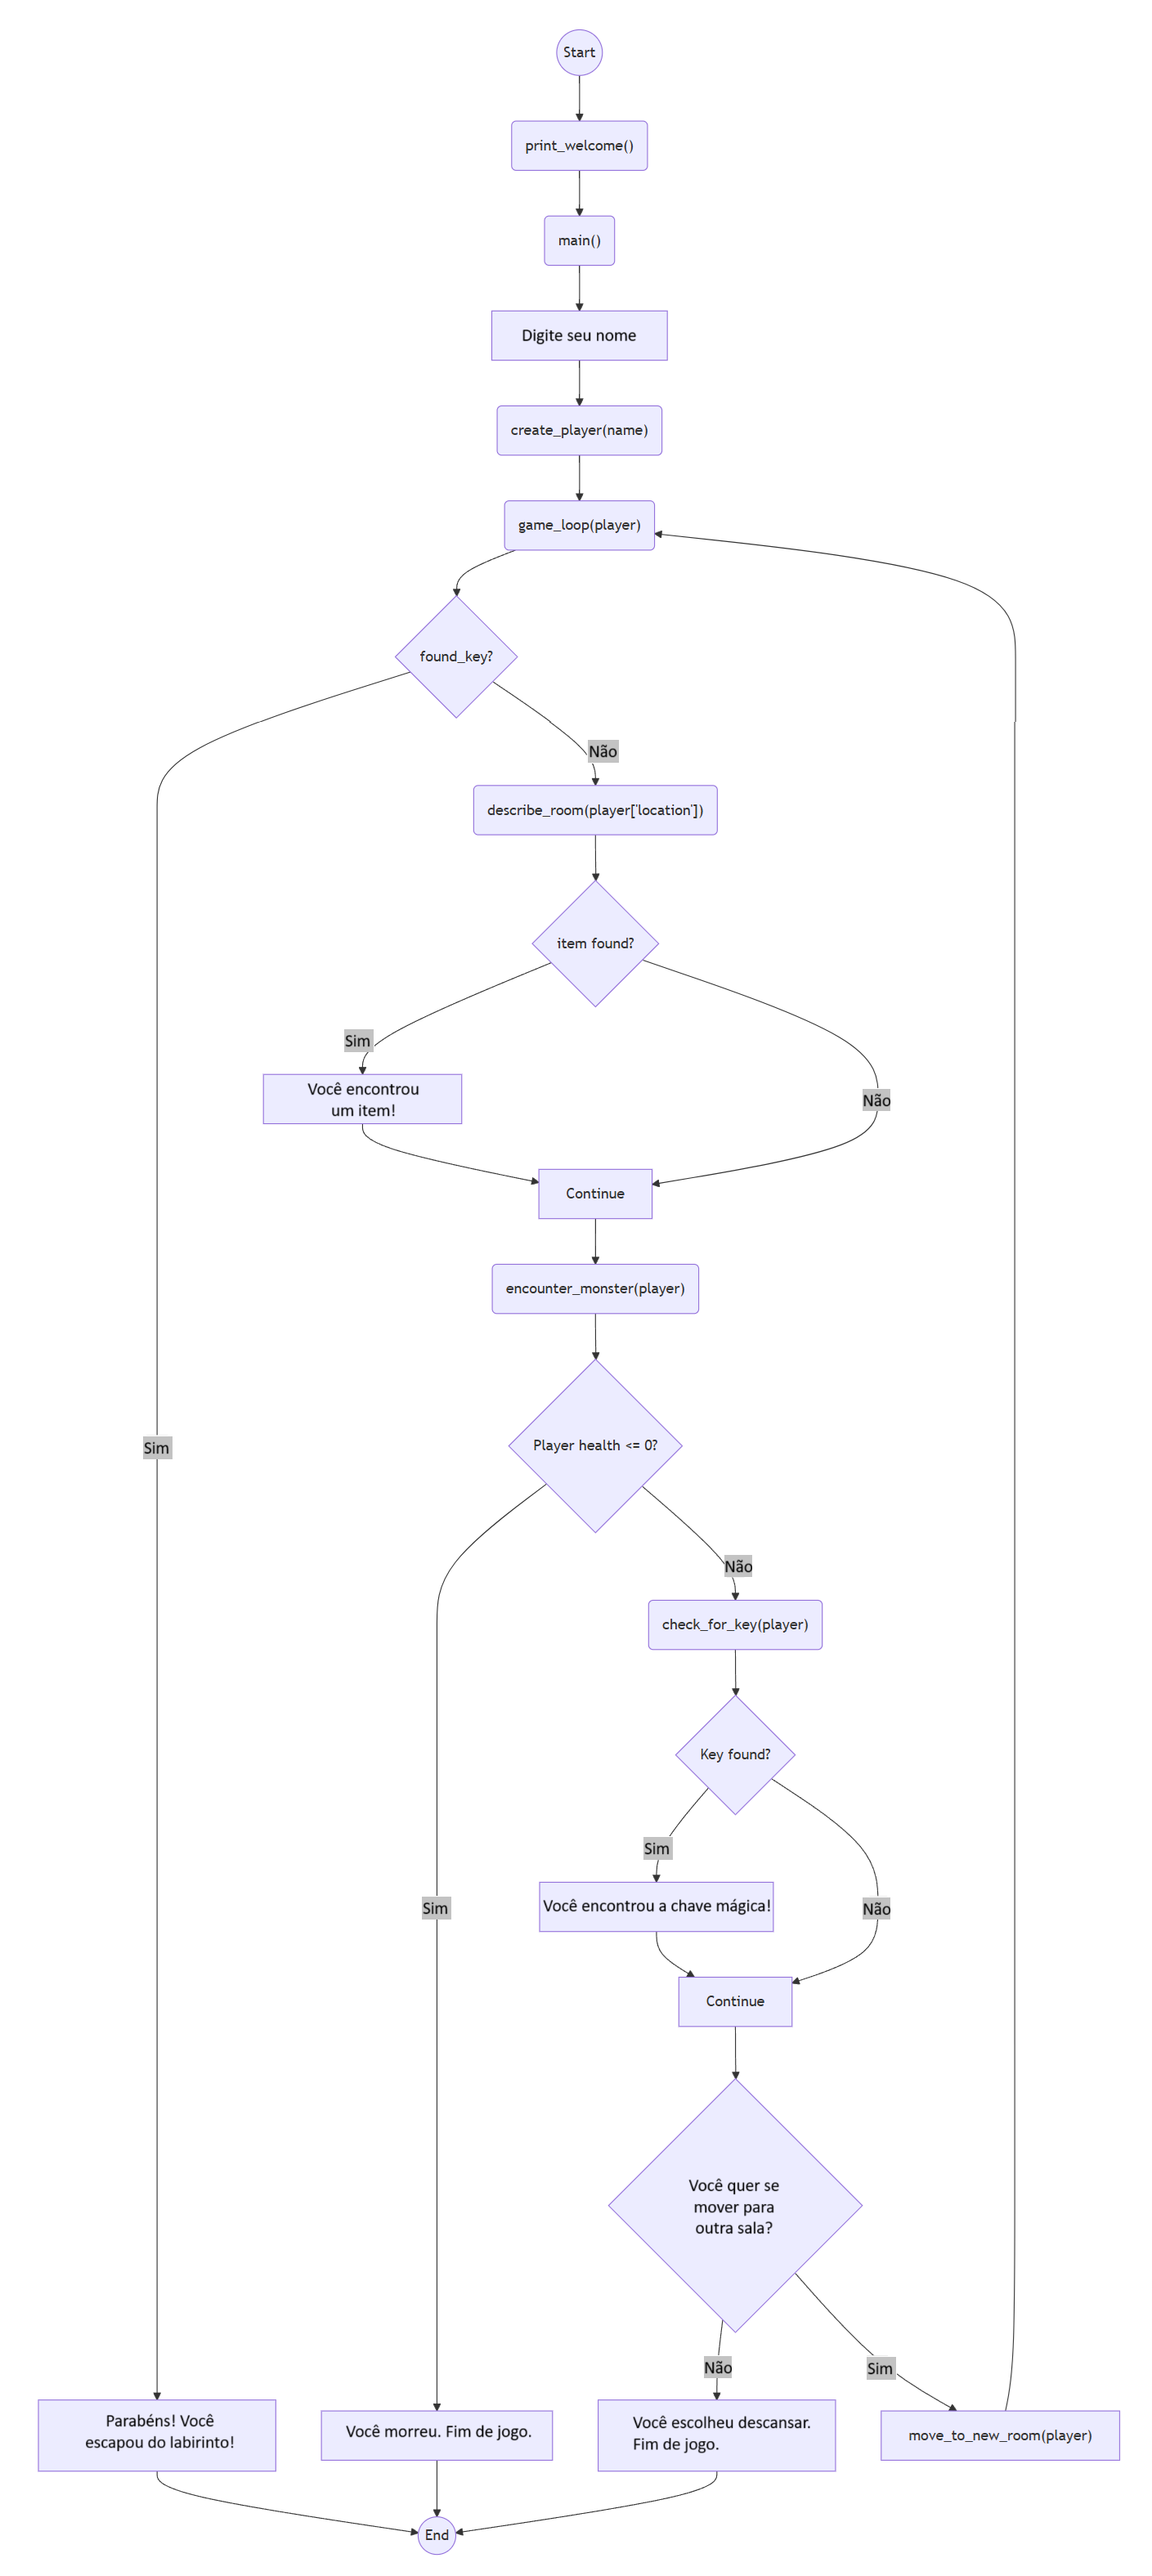 Start
print_welcome()
main()
Digite seu nome
create_player(name)
game_loop(player)
found_key?
Não
describe_room(player['location'])
item found?
Sim
Você encontrou
um item!
Não
Continue
encounter_monster(player)
Player health <= 0?
Sim
Não
check_for_key(player)
Key found?
Sim
Você encontrou a chave mágica!
Sim
Não
Continue
Você quer se
mover para
outra sala?
Não
Sim
Parabéns! Você
escapou do labirinto!
Você morreu. Fim de jogo.
Você escolheu descansar.
Fim de jogo.
move_to_new_room(player)
End